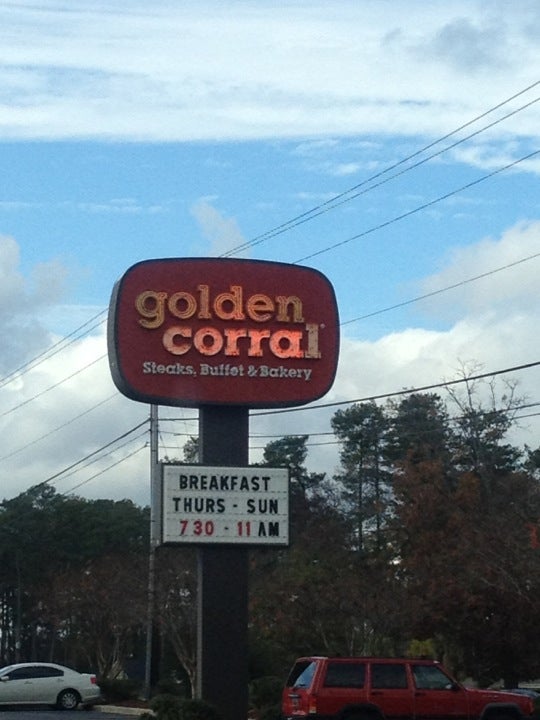 golden
corral
Steaks, Buffet & Bakery
BREAKFAST
THURS - SUN
730 - 11 AM